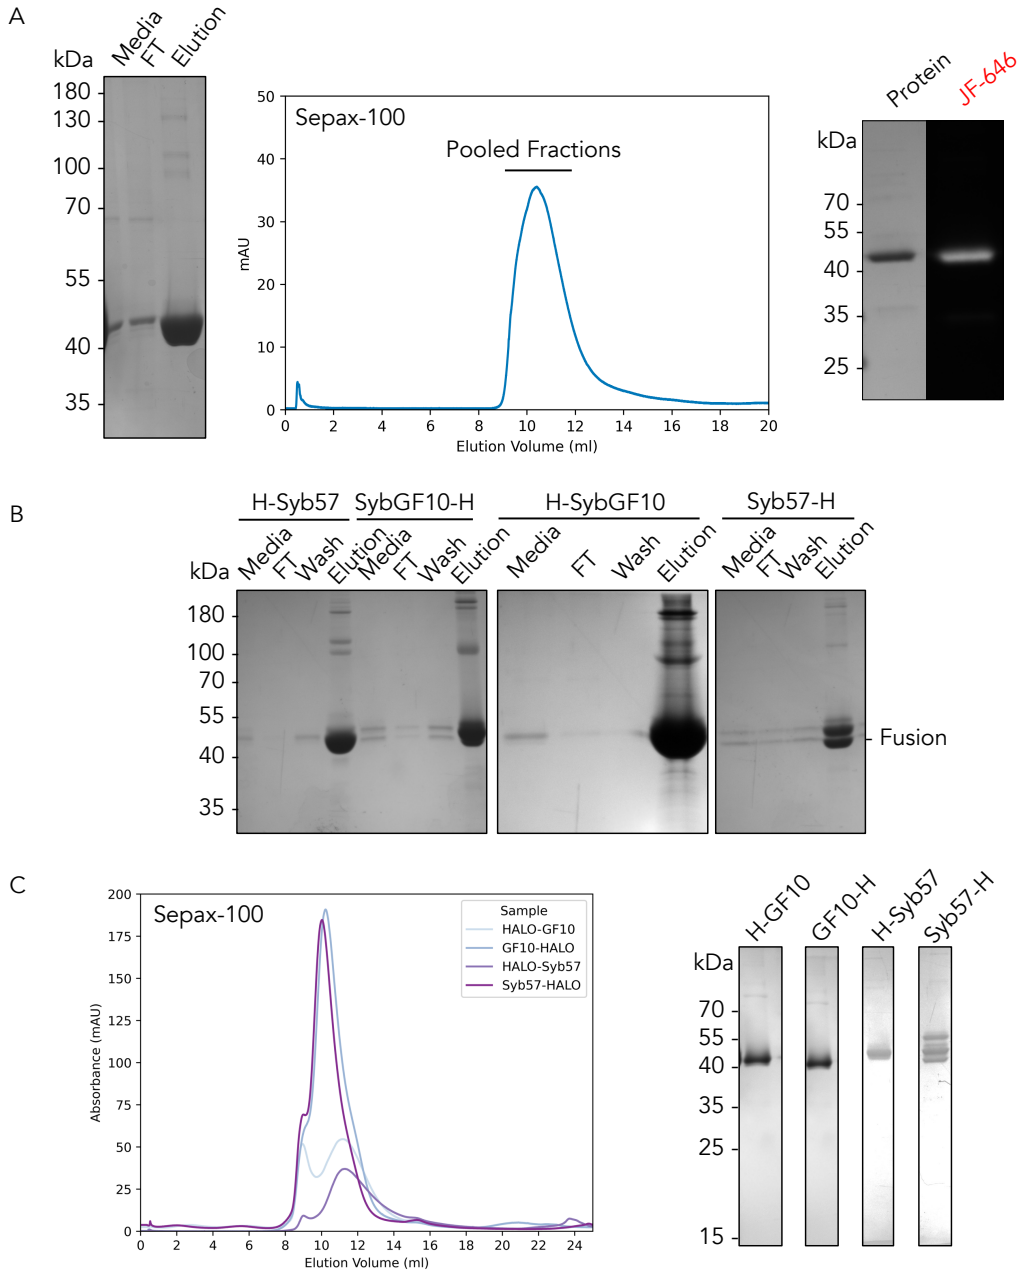 A
kDa
Media
FT
Elution
180
130
100
70
55
40
35
Sepax-100
Pooled Fractions
50
40
30
20
10
0
mAU
0 2 4 6 8 10 12 14 16 18 20
Elution Volume (ml)
Protein
JF-646
kDa
70
55
40
35
25
B
H-Syb57
SybGF10-H
H-SybGF10
Syb57-H
kDa
Media
FT
Wash
Elution
Media
FT
Wash
Elution
Media
FT
Wash
Elution
Media
FT
Wash
Elution
180
100
70
55
40
35
Fusion
C
Sepax-100
200
175
150
125
100
75
50
25
0
Absorbance (mAU)
0 2 4 6 8 10 12 14 16 18 20 22 24
Elution Volume (ml)
Sample
HALO-GF10
GF10-HALO
HALO-Syb57
Syb57-HALO
H-GF10
GF10-H
H-Syb57
Syb57-H
kDa
70
55
40
35
25
15